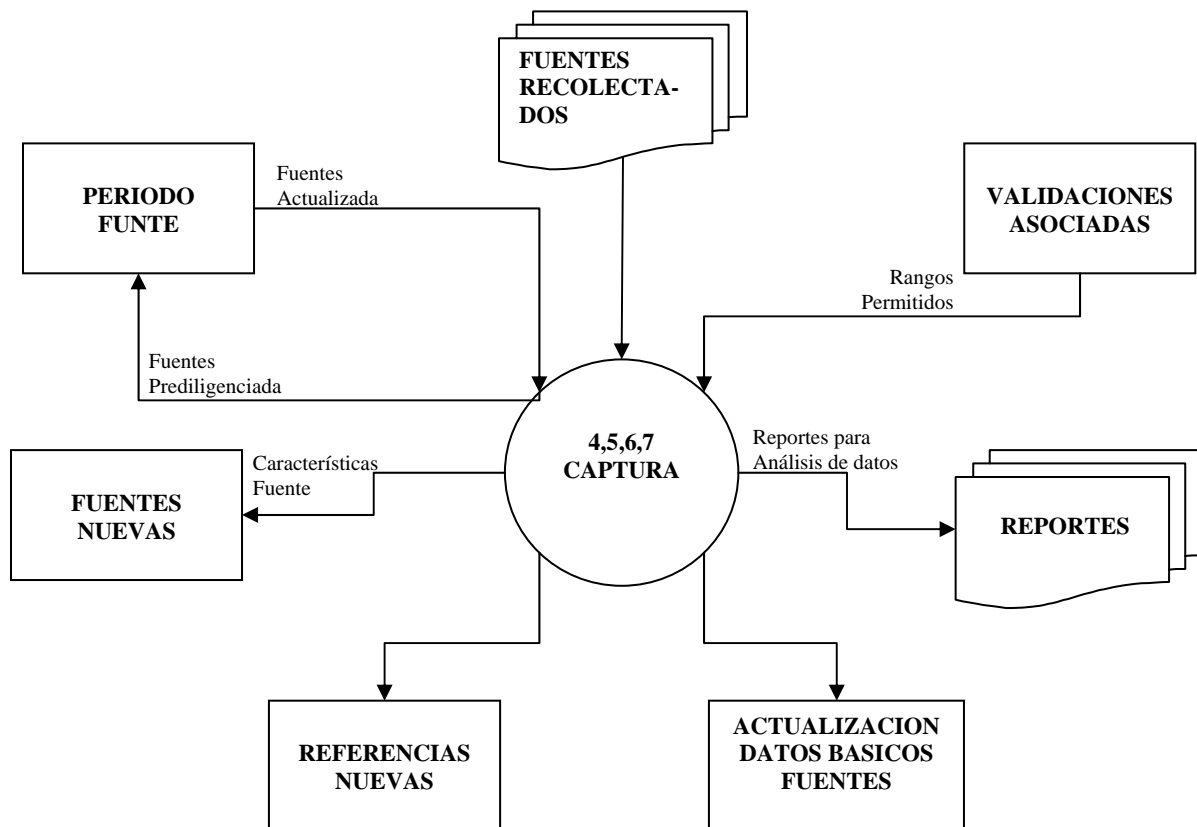 FUENTES
RECOLECTA-
DOS
PERIODO
FUNTE
Fuentes
Actualizada
VALIDACIONES
ASOCIADAS
Rangos
Permitidos
Fuentes
Prediligenciada
4,5,6,7
CAPTURA
Reportes para
Análisis de datos
Características
Fuente
FUENTES
NUEVAS
REPORTES
REFERENCIAS
NUEVAS
ACTUALIZACION
DATOS BASICOS
FUENTES